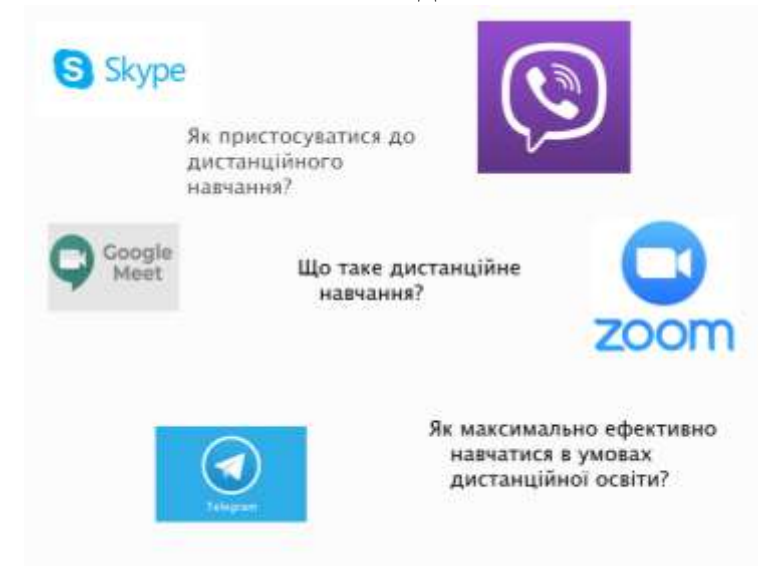 Skype
Як пристосуватися до
дистанційного
навчання?
Google
Meet
Що таке дистанційне
навчання?
zoom
Як максимально ефективно
навчатися в умовах
дистанційної освіти?
Telegram